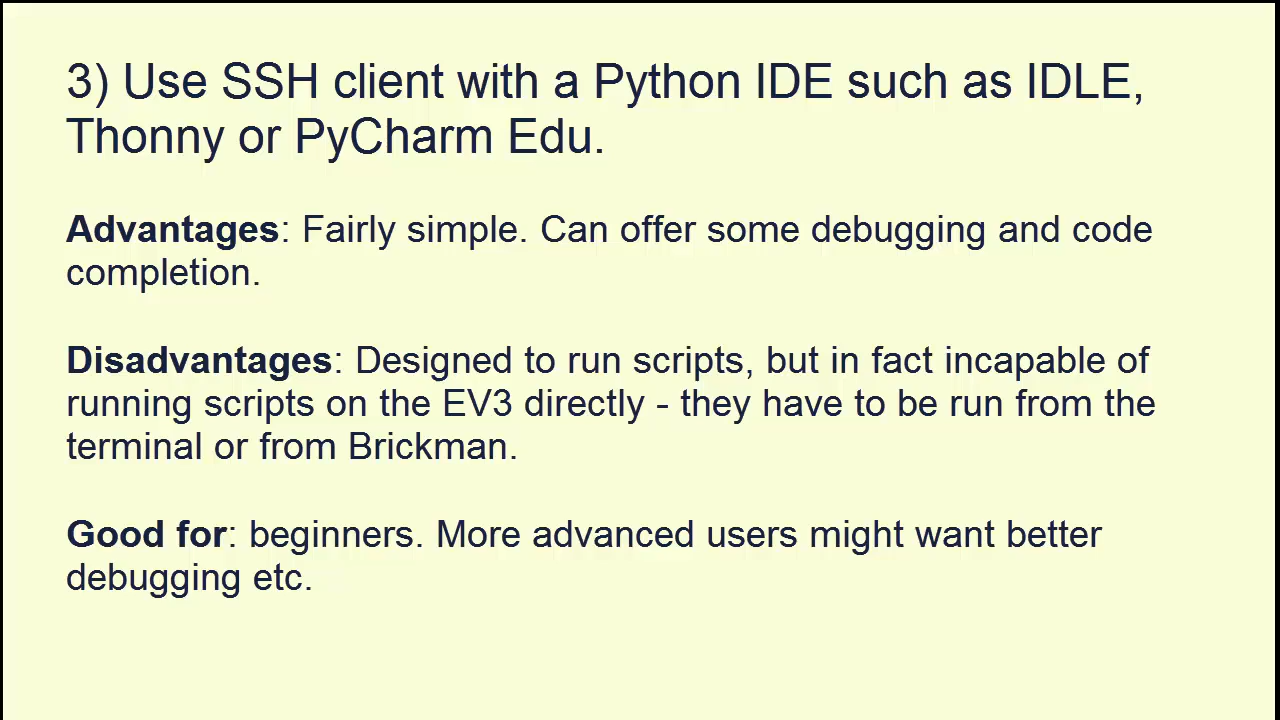 3) Use SSH client with a Python IDE such as IDLE,
Thonny or PyCharm Edu.
Advantages: Fairly simple. Can offer some debugging and code
completion.
Disadvantages: Designed to run scripts, but in fact incapable of
running scripts on the EV3 directly - they have to be run from the
terminal or from Brickman.
Good for: beginners. More advanced users might want better
debugging etc.